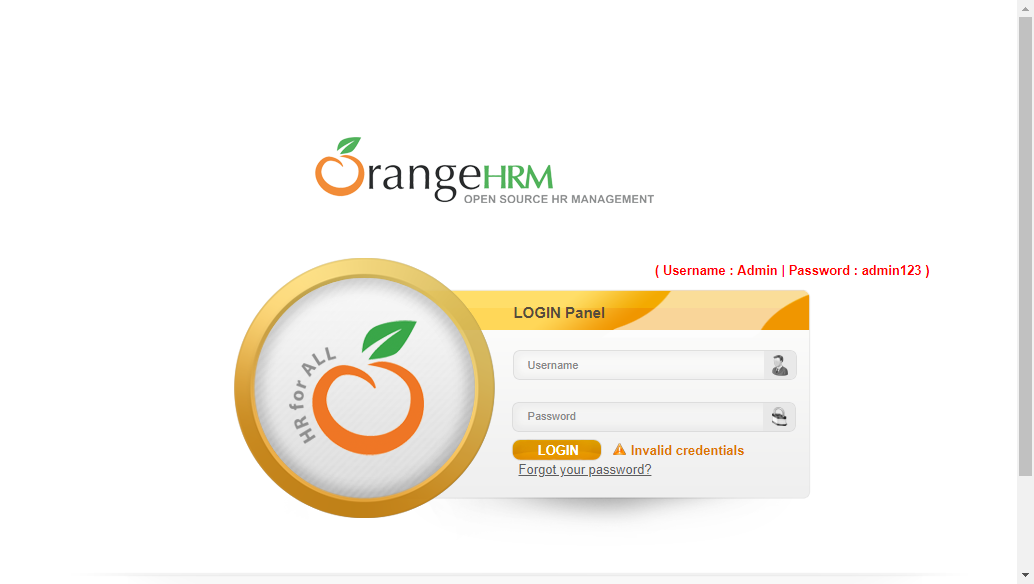 OrangeHRM
OPEN SOURCE HR MANAGEMENT
( Username : Admin | Password : admin123 )
LOGIN Panel
HR for ALL
Username
Password
LOGIN
Invalid credentials
Forgot your password?